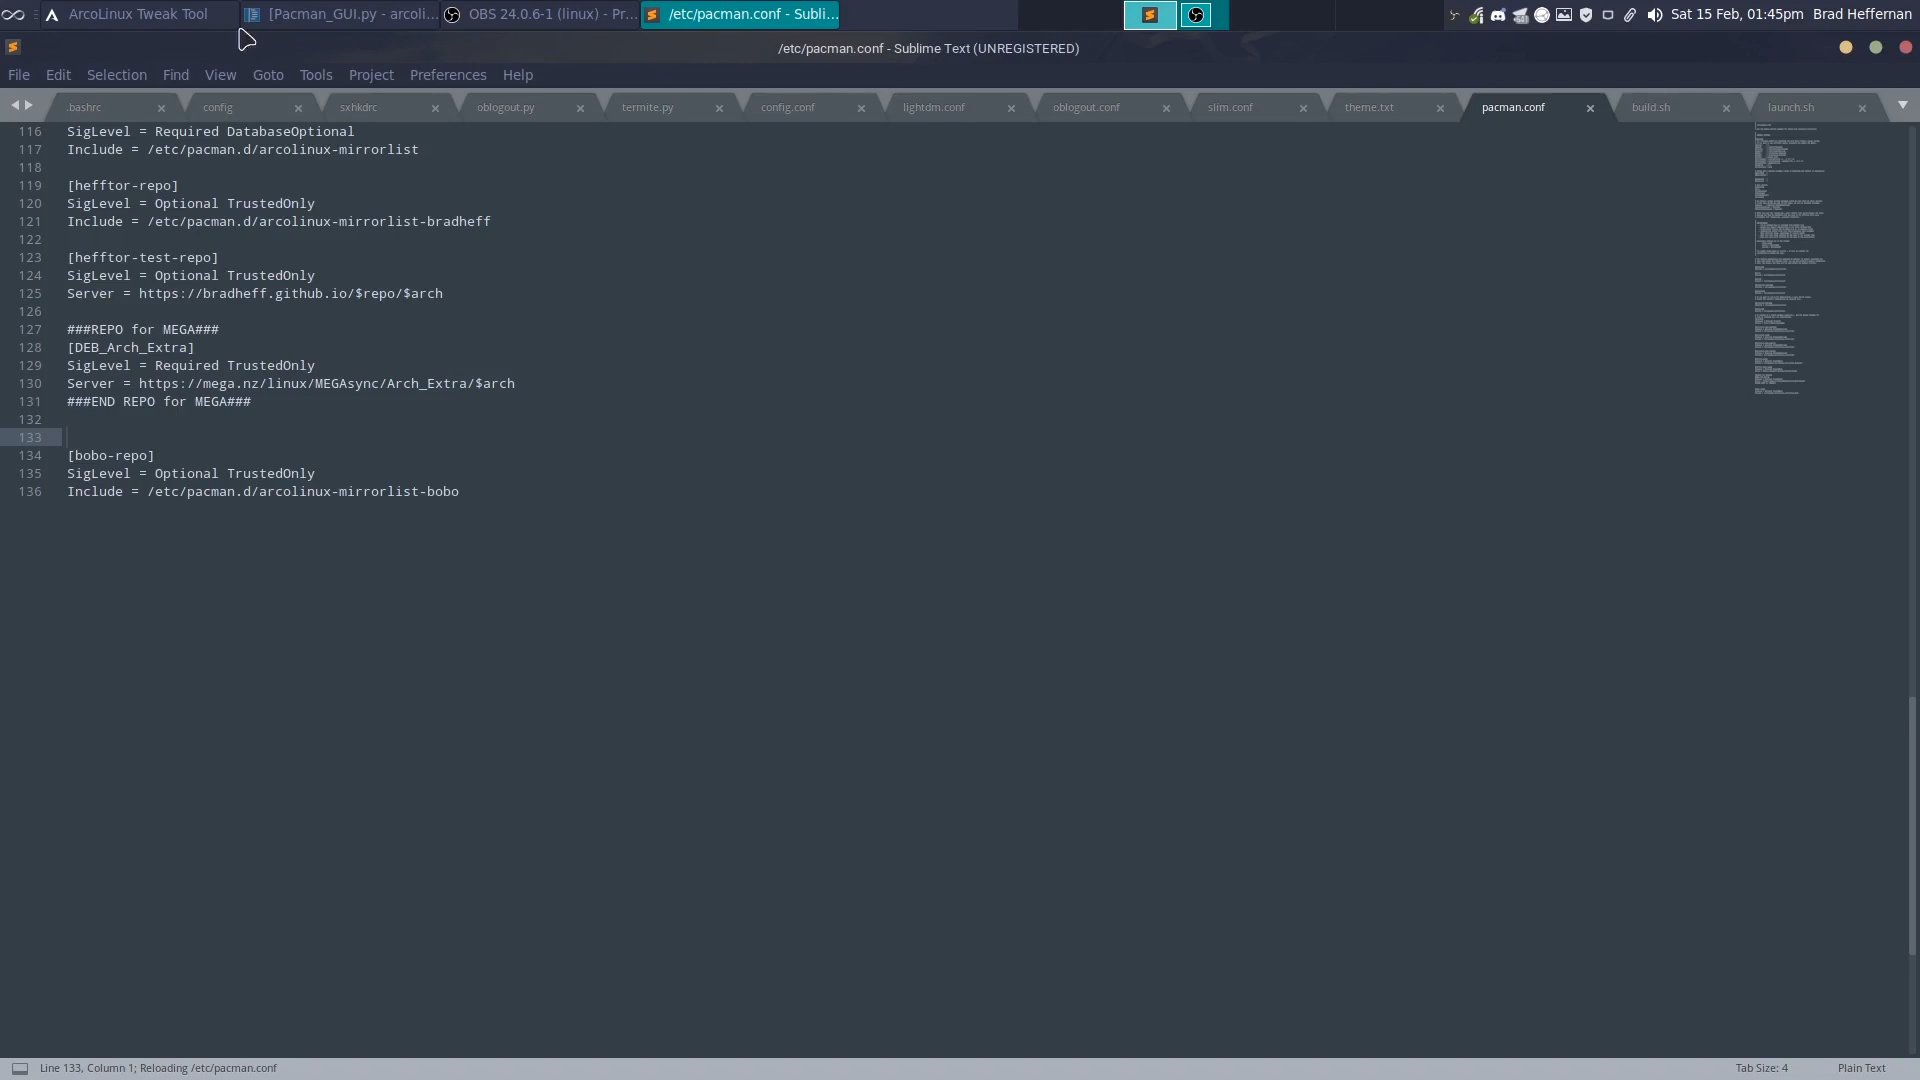 ArcoLinux Tweak Tool
[Pacman_GUI.py - arcoli...
OBS 24.0.6-1 (linux) - Pr...
/etc/pacman.conf - Subli...
Sat 15 Feb, 01:45pm
Brad Heffernan
/etc/pacman.conf - Sublime Text (UNREGISTERED)
File Edit Selection Find View Goto Tools Project Preferences Help
.bashrc config sxhkdrc oblogout.py termite.py config.conf lightdm.conf oblogout.conf slim.conf theme.txt pacman.conf build.sh launch.sh
116 SigLevel = Required DatabaseOptional
117 Include = /etc/pacman.d/arcolinux-mirrorlist
118
119 [hefftor-repo]
120 SigLevel = Optional TrustedOnly
121 Include = /etc/pacman.d/arcolinux-mirrorlist-bradheff
122
123 [hefftor-test-repo]
124 SigLevel = Optional TrustedOnly
125 Server = https://bradheff.github.io/$repo/$arch
126
127 ###REPO for MEGA###
128 [DEB_Arch_Extra]
129 SigLevel = Required TrustedOnly
130 Server = https://mega.nz/linux/MEGAsync/Arch_Extra/$arch
131 ###END REPO for MEGA###
132
133
134 [bobo-repo]
135 SigLevel = Optional TrustedOnly
136 Include = /etc/pacman.d/arcolinux-mirrorlist-bobo
Line 133, Column 1; Reloading /etc/pacman.conf
Tab Size: 4
Plain Text